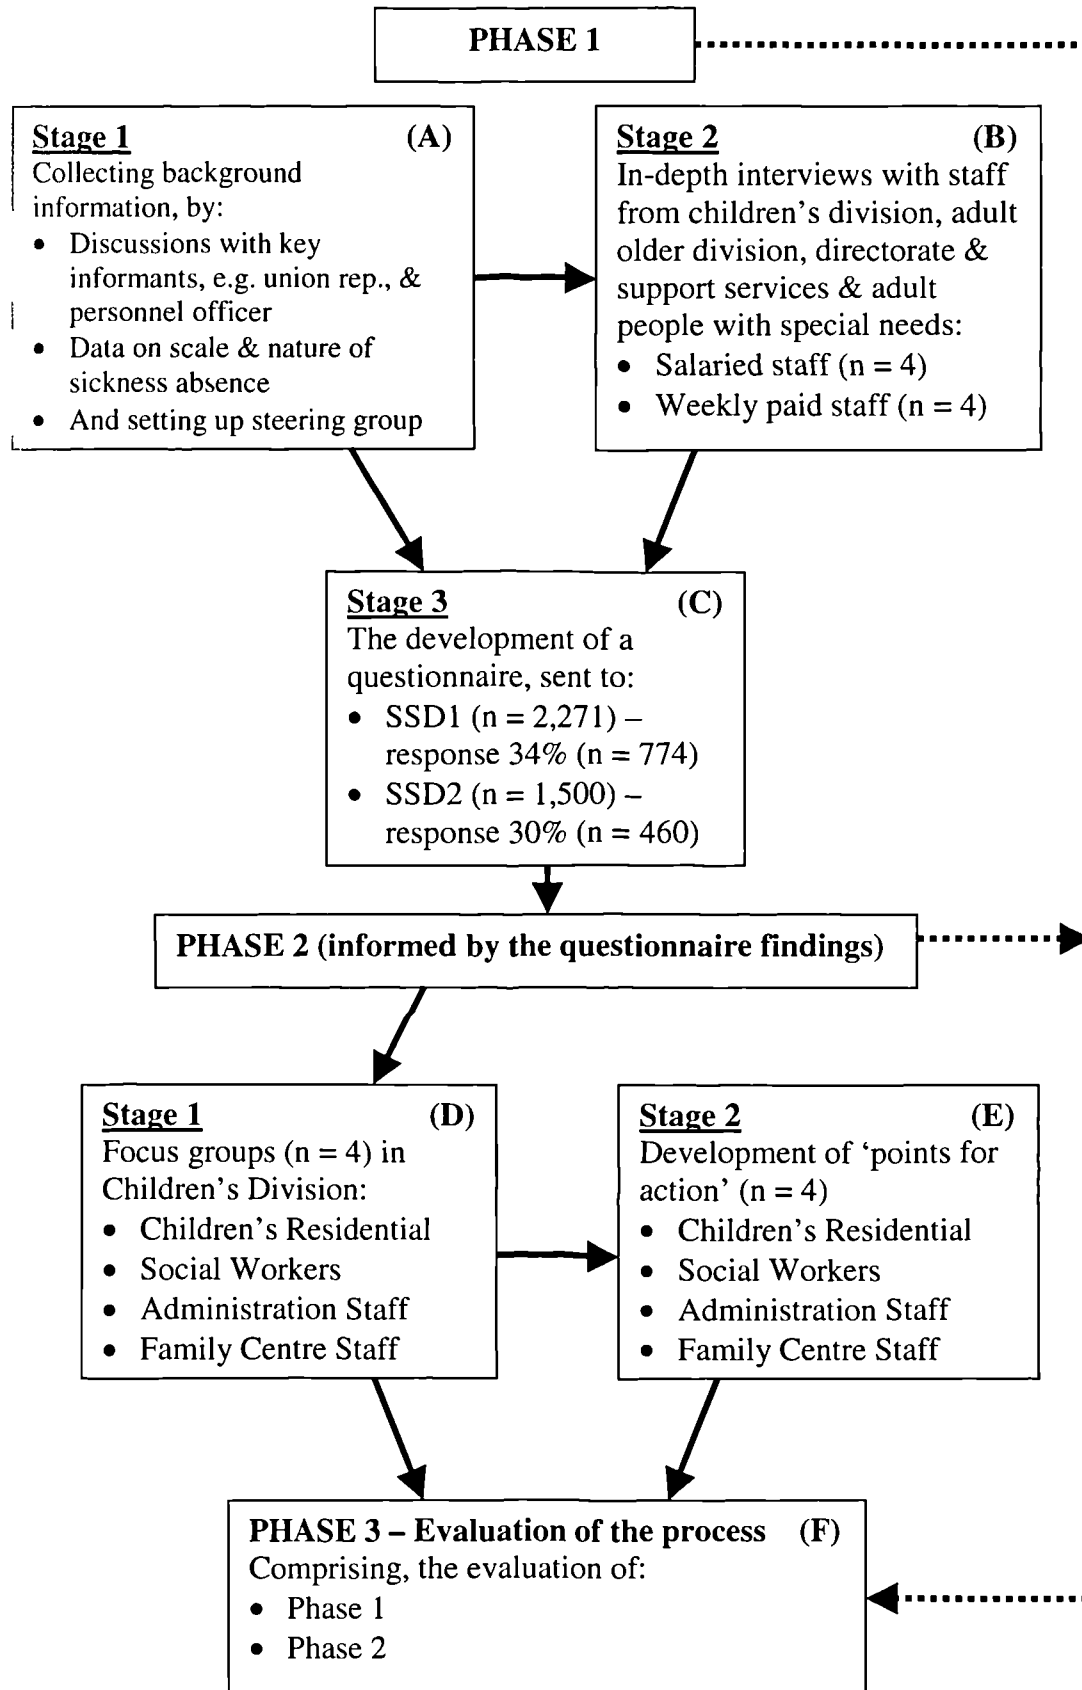 PHASE 1
Stage 1 (A)
Collecting background
information, by:
• Discussions with key
informants, e.g. union rep., &
personnel officer
• Data on scale & nature of
sickness absence
• And setting up steering group
Stage 2 (B)
In-depth interviews with staff
from children's division, adult
older division, directorate &
support services & adult
people with special needs:
• Salaried staff (n = 4)
• Weekly paid staff (n = 4)
Stage 3 (C)
The development of a
questionnaire, sent to:
• SSD1 (n = 2,271) –
response 34% (n = 774)
• SSD2 (n = 1,500) –
response 30% (n = 460)
PHASE 2 (informed by the questionnaire findings)
Stage 1 (D)
Focus groups (n = 4) in
Children's Division:
• Children's Residential
• Social Workers
• Administration Staff
• Family Centre Staff
Stage 2 (E)
Development of 'points for
action' (n = 4)
• Children's Residential
• Social Workers
• Administration Staff
• Family Centre Staff
PHASE 3 – Evaluation of the process (F)
Comprising, the evaluation of:
• Phase 1
• Phase 2